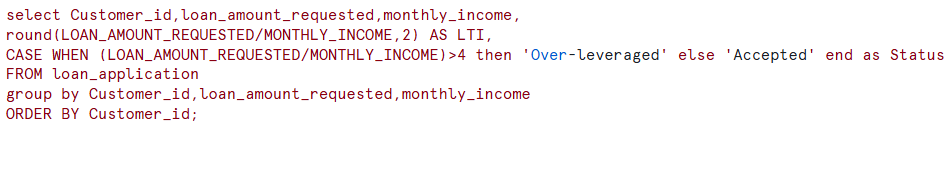 select Customer_id,loan_amount_requested,monthly_income,
round(LOAN_AMOUNT_REQUESTED/MONTHLY_INCOME,2) AS LTI,
CASE WHEN (LOAN_AMOUNT_REQUESTED/MONTHLY_INCOME)>4 then 'Over-leveraged' else 'Accepted' end as Status
FROM loan_application
group by Customer_id,loan_amount_requested,monthly_income
ORDER BY Customer_id;